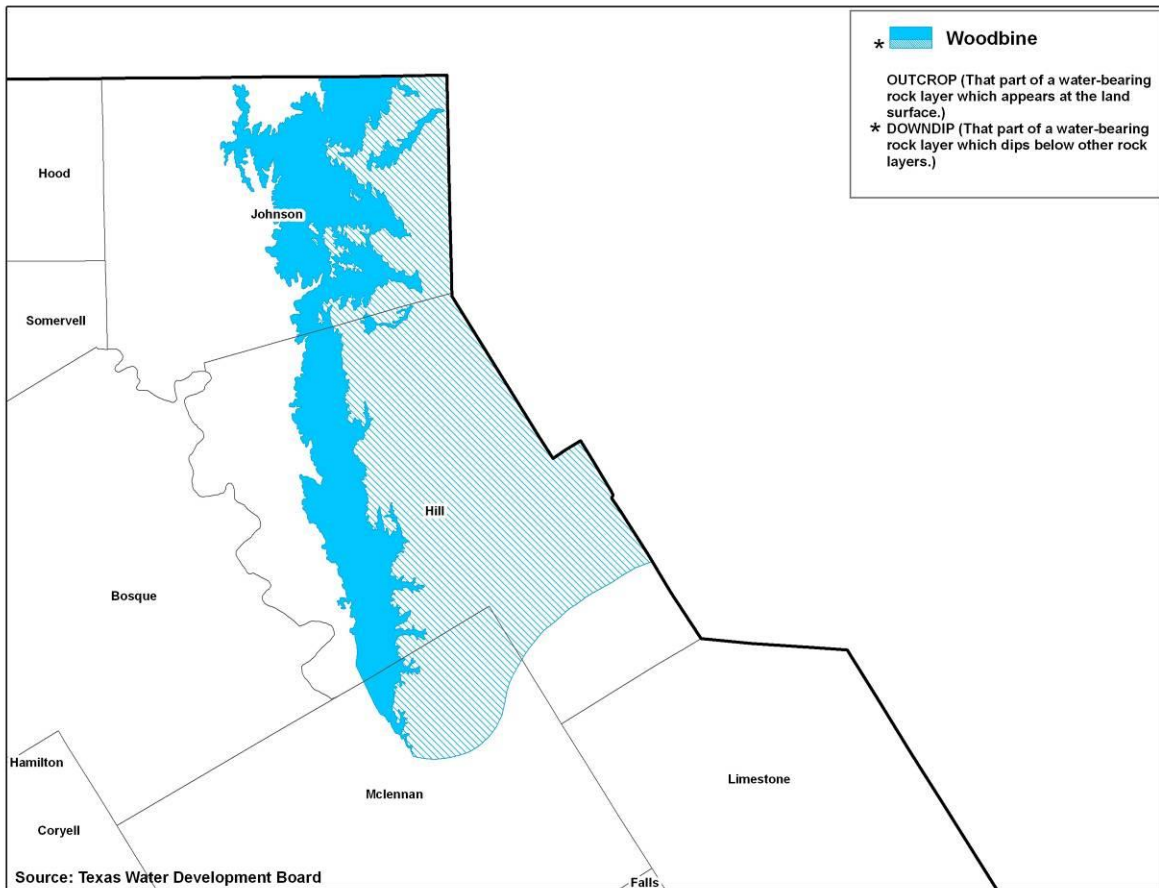 * Woodbine
OUTCROP (That part of a water-bearing
rock layer which appears at the land
surface.)
* DOWNDIP (That part of a water-bearing
rock layer which dips below other rock
layers.)
Hood
Johnson
Somervell
Hill
Bosque
Hamilton
Limestone
Mclennan
Coryell
Source: Texas Water Development Board
Falls